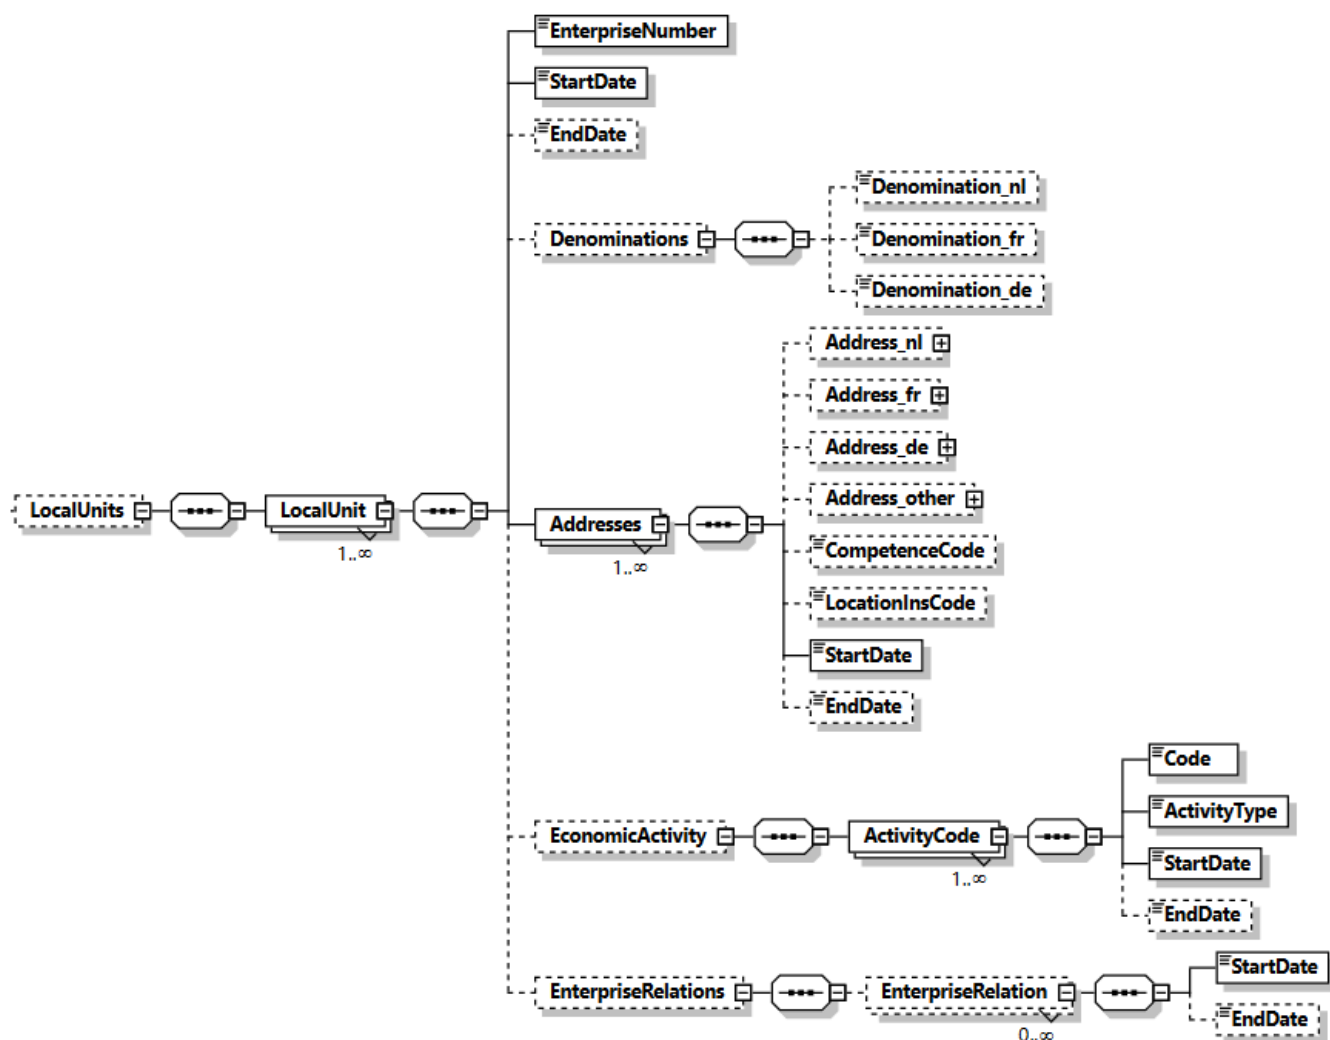 EnterpriseNumber
StartDate
EndDate
Denominations
Denomination_nl
Denomination_fr
Denomination_de
LocalUnits
LocalUnit
1..∞
Addresses
1..∞
Address_nl
Address_fr
Address_de
Address_other
CompetenceCode
LocationInsCode
StartDate
EndDate
EconomicActivity
ActivityCode
1..∞
Code
ActivityType
StartDate
EndDate
EnterpriseRelations
EnterpriseRelation
0..∞
StartDate
EndDate